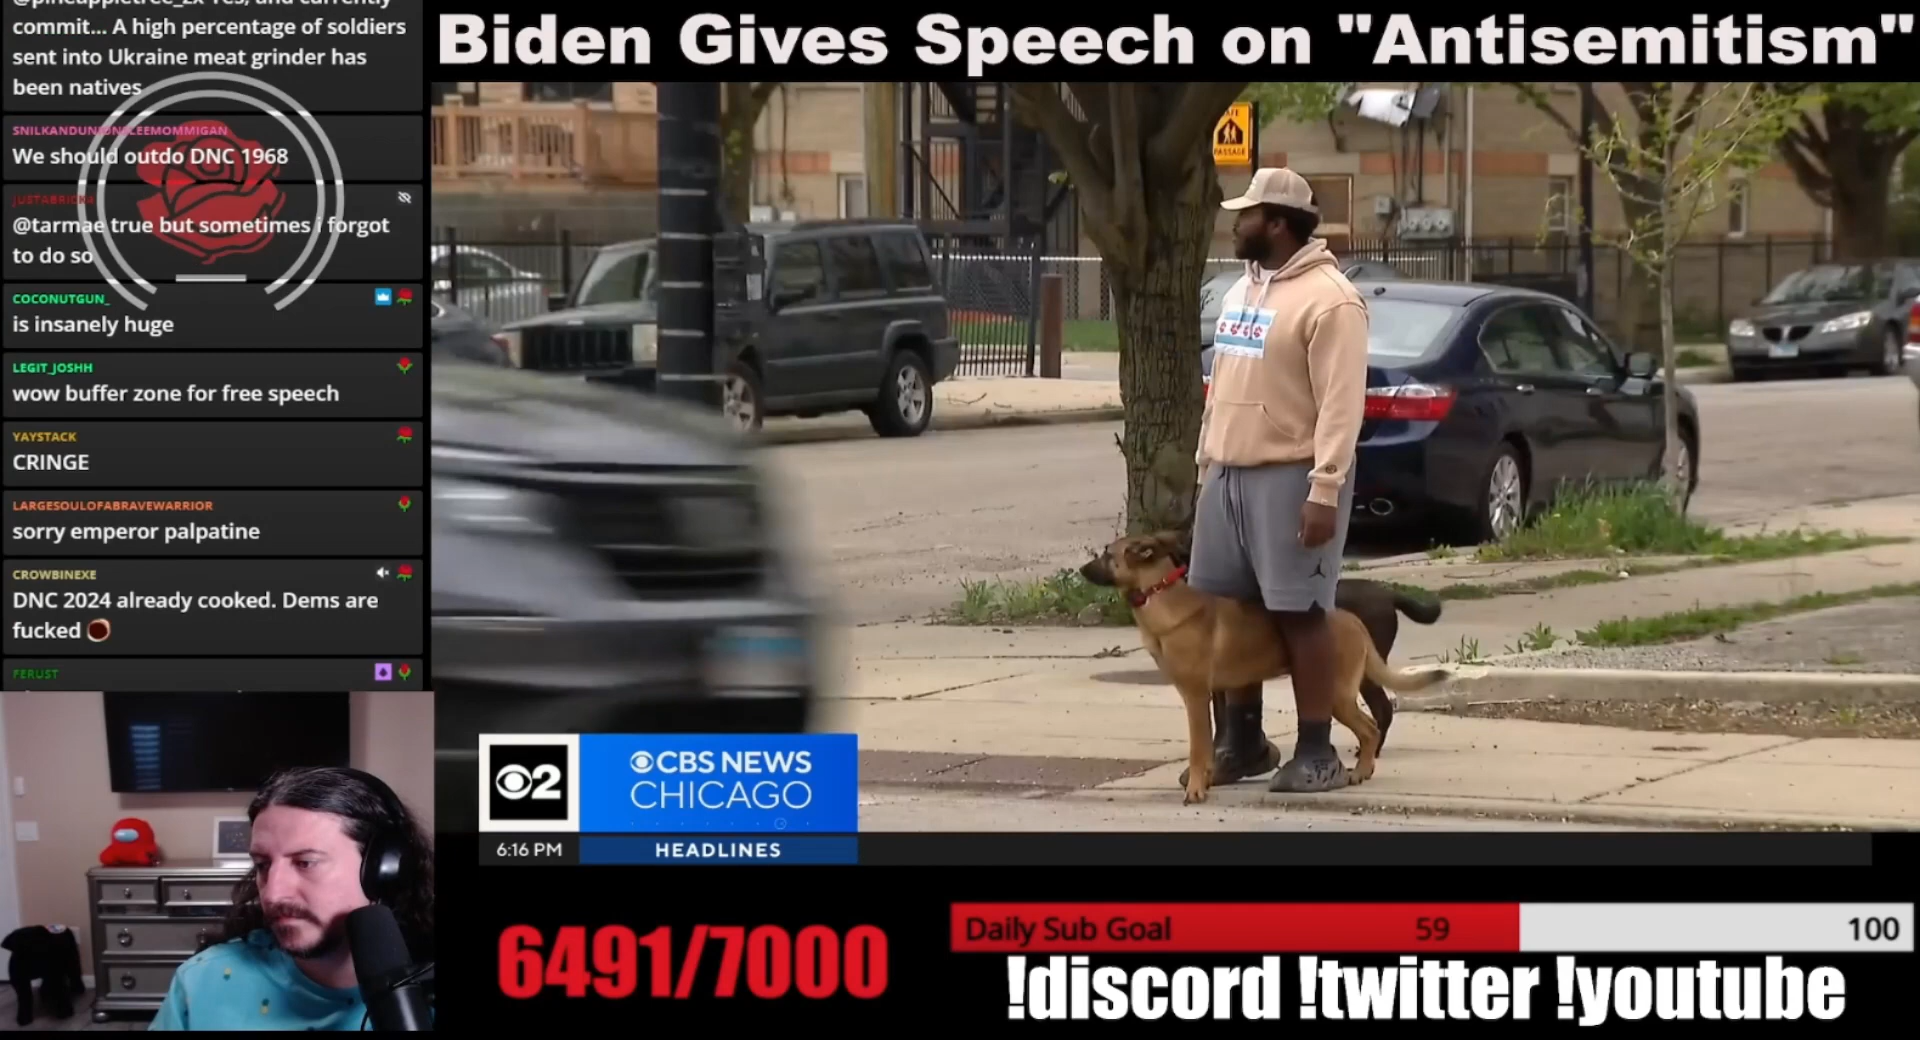 commit... A high percentage of soldiers
sent into Ukraine meat grinder has
been natives
We should outdo DNC 1968
JUSTABRICK4
@tarmae true but sometimes i forgot
to do so
COCONUTGUN_
is insanely huge
LEGIT_JOSHH
wow buffer zone for free speech
YAYSTACK
CRINGE
LARGESOULOFABRAVEWARRIOR
sorry emperor palpatine
CROWBINEXE
DNC 2024 already cooked. Dems are
fucked
FERUST
Biden Gives Speech on "Antisemitism"
PASSAGE
2
CBS NEWS
CHICAGO
6:16 PM
HEADLINES
6491/7000
Daily Sub Goal 59 100
!discord !twitter !youtube